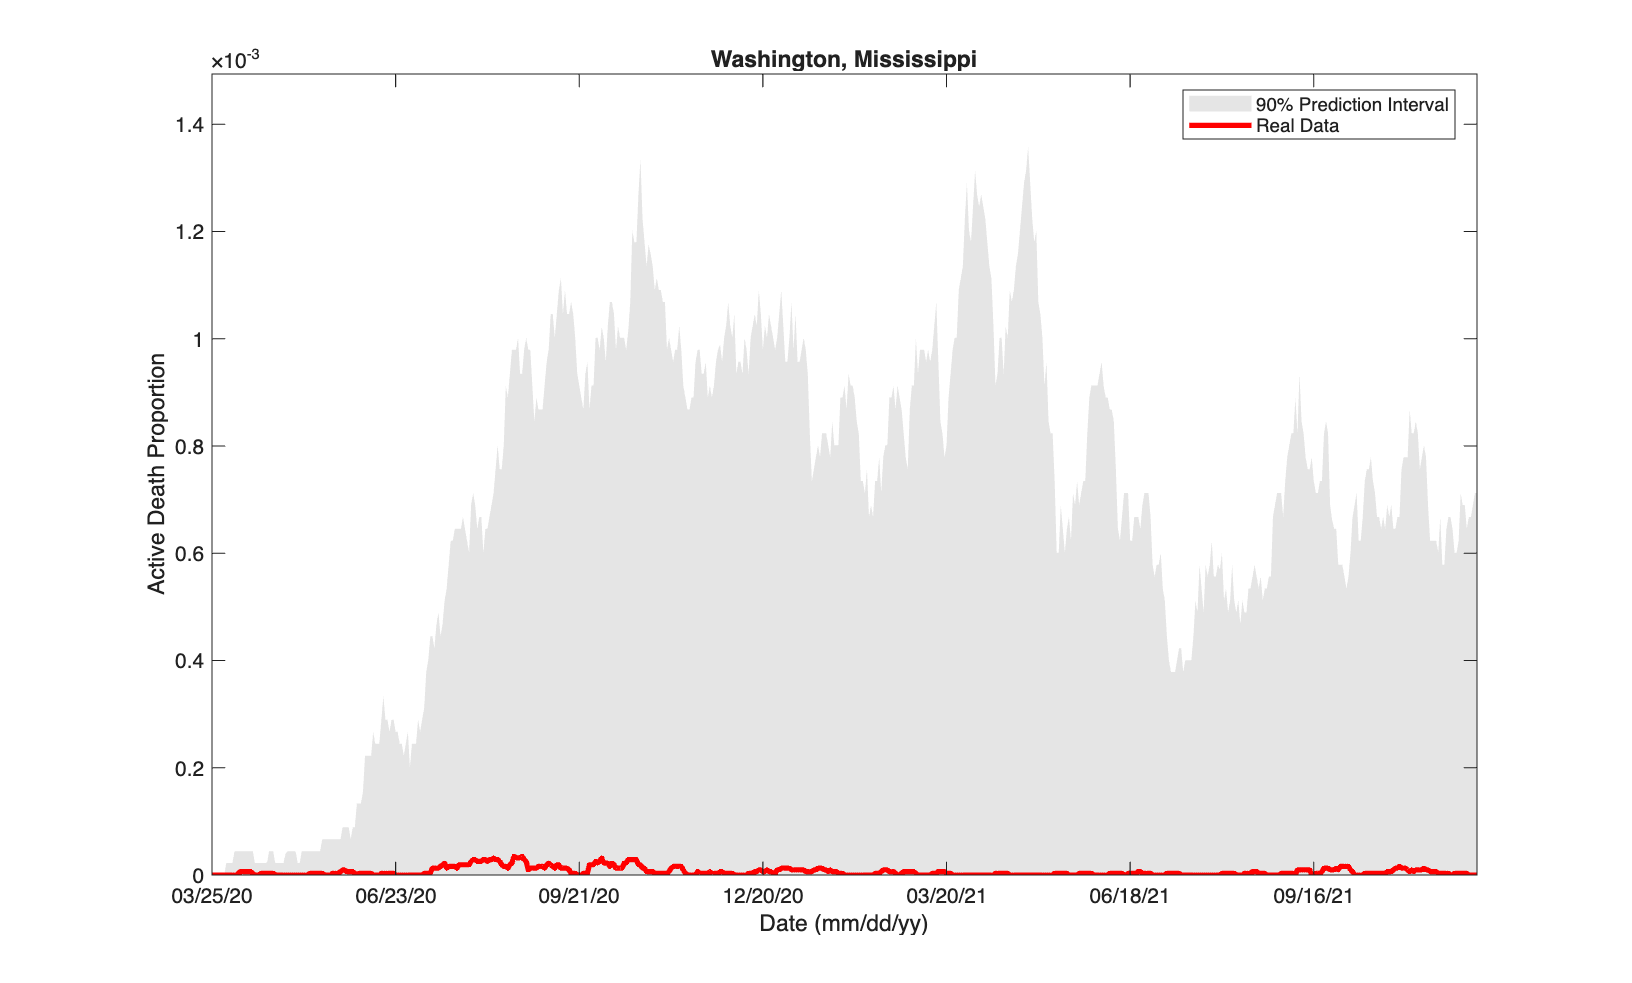 ×10-3
Washington, Mississippi
90% Prediction Interval
Real Data
1.4
1.2
1
0.8
0.6
0.4
0.2
0
Active Death Proportion
03/25/20 06/23/20 09/21/20 12/20/20 03/20/21 06/18/21 09/16/21
Date (mm/dd/yy)